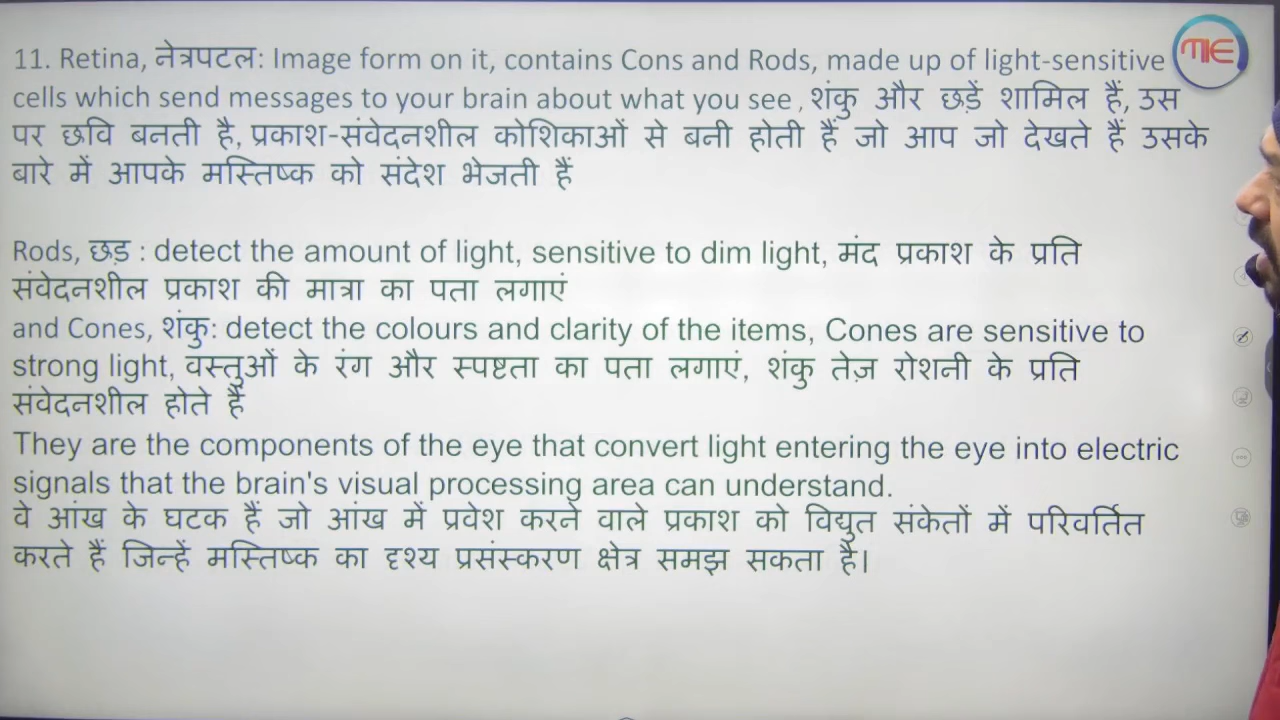 11. Retina, नेत्रपटल: Image form on it, contains Cons and Rods, made up of light-sensitive
cells which send messages to your brain about what you see , शंकु और छड़ें शामिल हैं, उस
पर छवि बनती है, प्रकाश-संवेदनशील कोशिकाओं से बनी होती हैं जो आप जो देखते हैं उसके
बारे में आपके मस्तिष्क को संदेश भेजती हैं
Rods, छड़ : detect the amount of light, sensitive to dim light, मंद प्रकाश के प्रति
संवेदनशील प्रकाश की मात्रा का पता लगाएं
and Cones, शंकु: detect the colours and clarity of the items, Cones are sensitive to
strong light, वस्तुओं के रंग और स्पष्टता का पता लगाएं, शंकु तेज़ रोशनी के प्रति
संवेदनशील होते हैं
They are the components of the eye that convert light entering the eye into electric
signals that the brain's visual processing area can understand.
वे आंख के घटक हैं जो आंख में प्रवेश करने वाले प्रकाश को विद्युत संकेतों में परिवर्तित
करते हैं जिन्हें मस्तिष्क का दृश्य प्रसंस्करण क्षेत्र समझ सकता है।
MIE